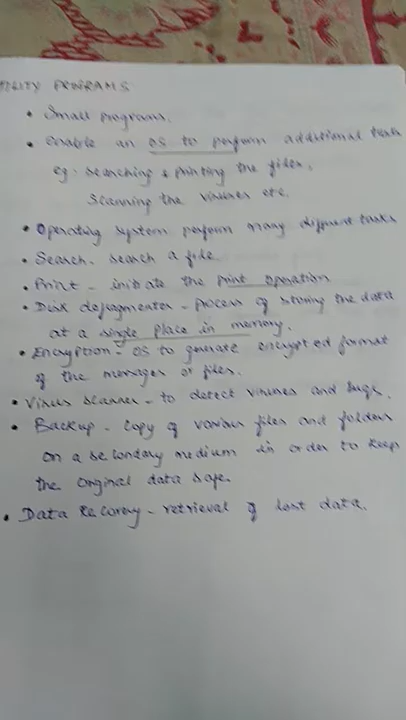 UTILITY PROGRAMS
• Small programs.
• enable an OS to perform additional tasks
eg: searching & printing the files,
scanning the viruses etc.
• Operating system perform many different tasks
• Search - search a file
• Print - initiate the print operation
• Disk defragmenter - process of storing the data
at a single place in memory.
• Encryption - OS to generate encrypted format
of the messages or files.
• Virus scanner - to detect viruses and bugs.
• Backup - copy of various files and folders
on a secondary medium in order to keep
the original data safe.
• Data Recovery - retrieval of lost data.